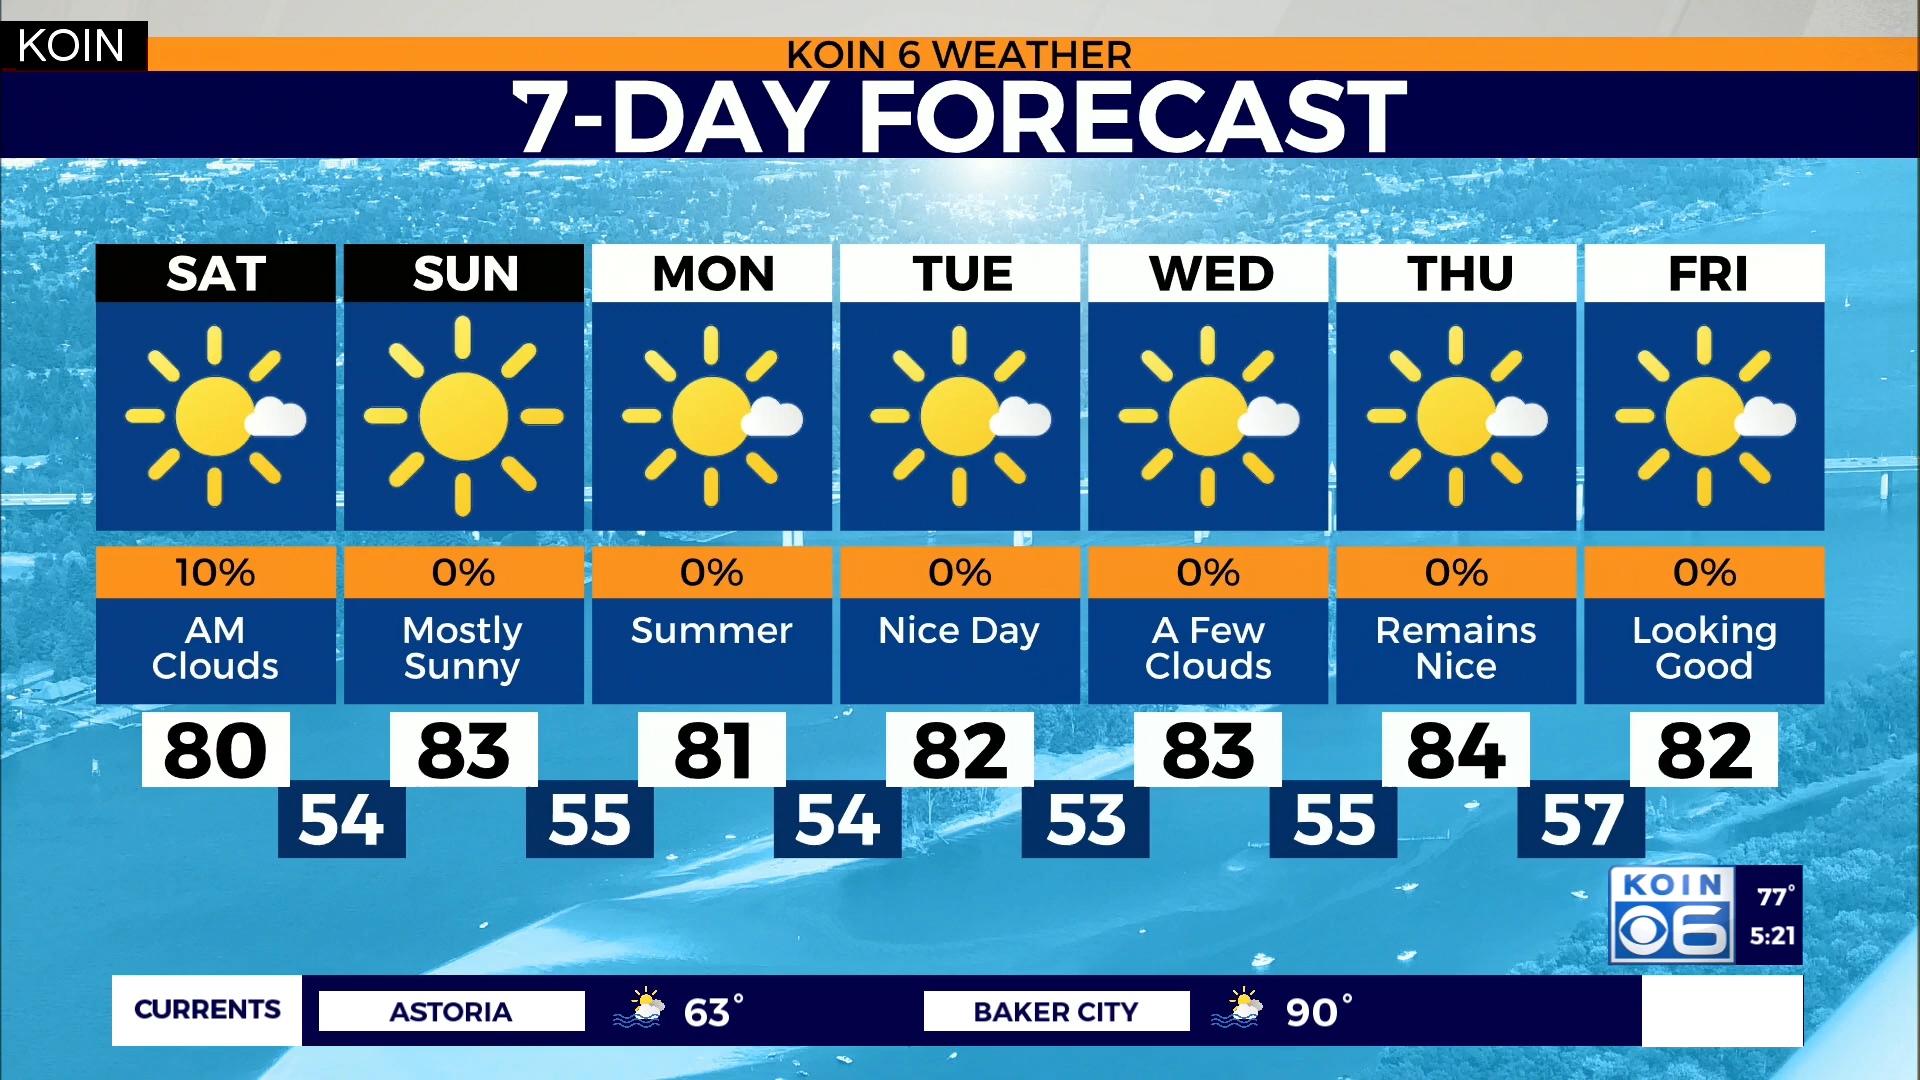 KOIN
KOIN 6 WEATHER
7-DAY FORECAST
SAT SUN MON TUE WED THU FRI
10% 0% 0% 0% 0% 0% 0%
AM
Clouds
Mostly
Sunny
Summer
Nice Day
A Few
Clouds
Remains
Nice
Looking
Good
80 83 81 82 83 84 82
54 55 54 53 55 57
KOIN
6
77°
5:21
CURRENTS ASTORIA 63° BAKER CITY 90°